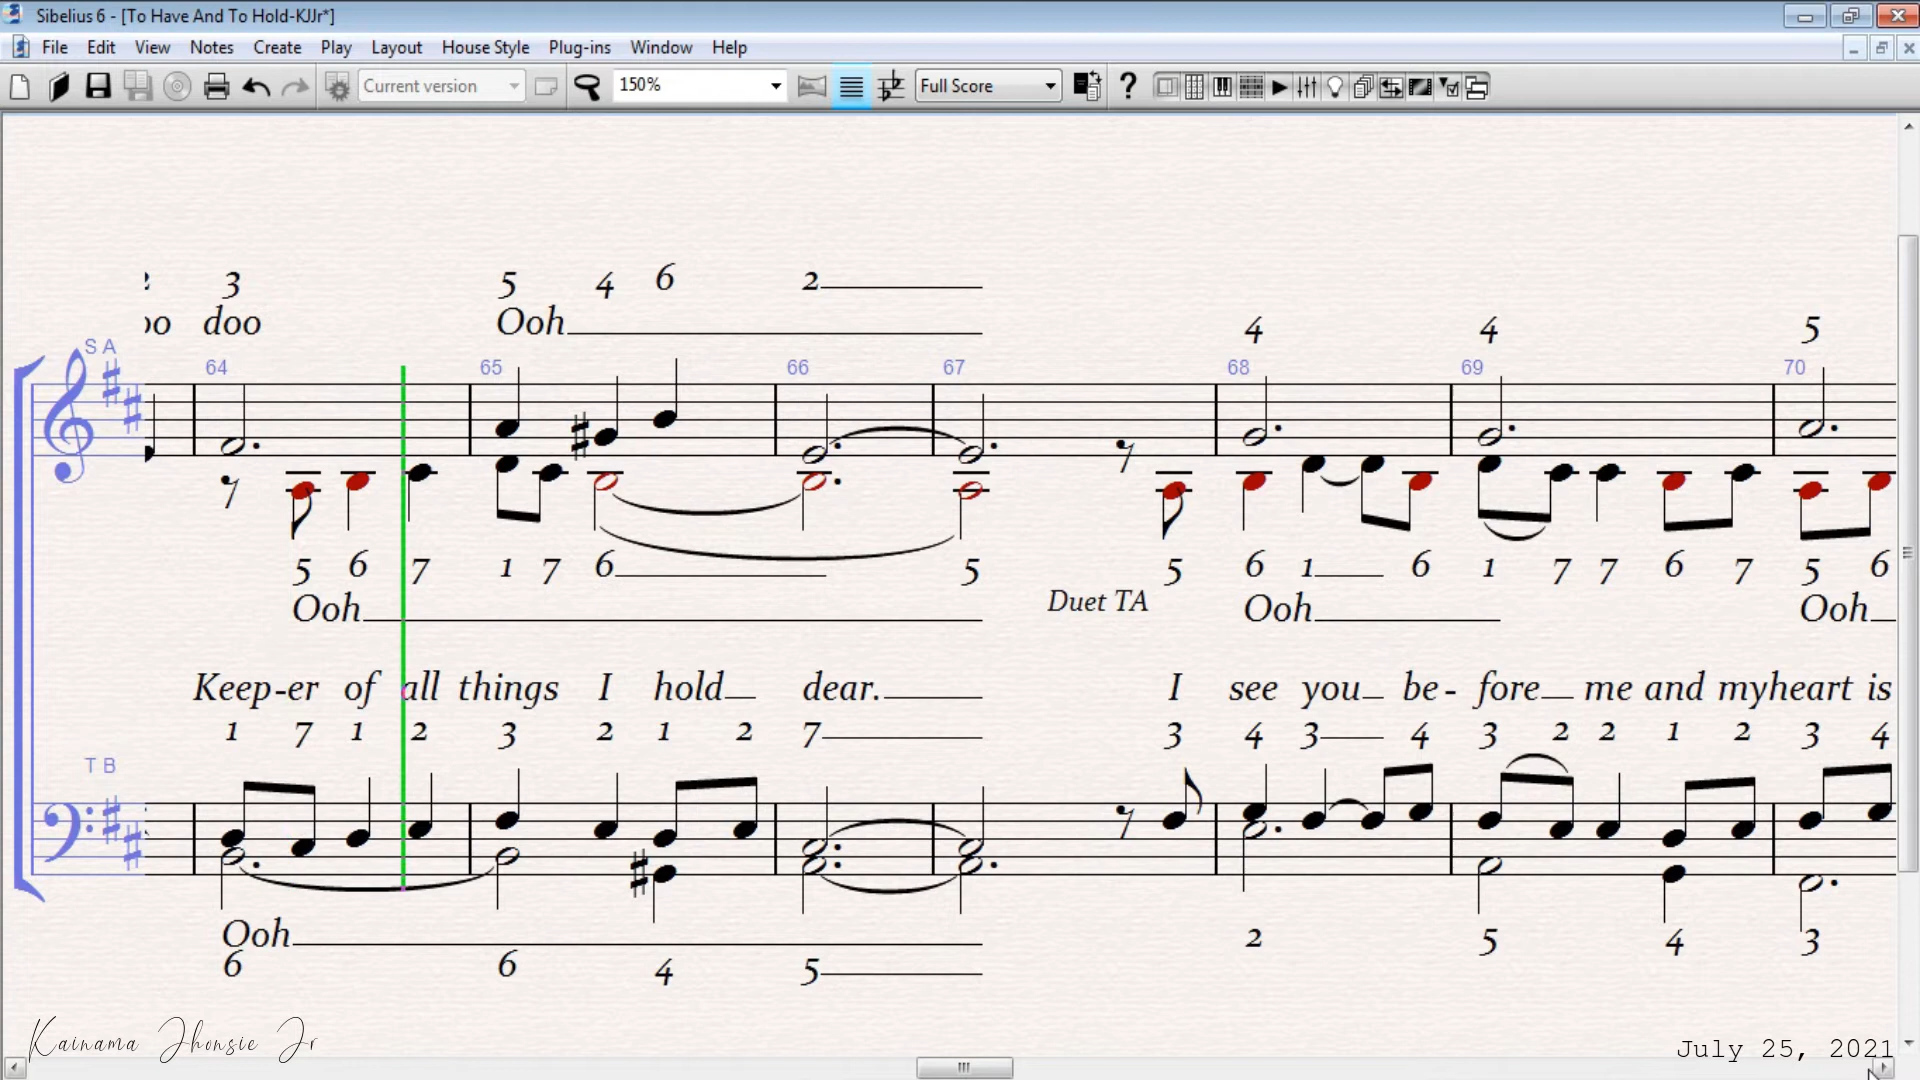 Sibelius 6 - [To Have And To Hold-KJJr*]
File Edit View Notes Create Play Layout House Style Plug-ins Window Help
Current version 150% Full Score ?
3 5 4 6 2
doo Ooh 4 4 5
S A
64 65 66 67 68 69 70
5 6 7 1 7 6 5 5 6 1 6 1 7 7 6 7 5 6
Ooh Duet TA Ooh Ooh
Keep-er of all things I hold dear. I see you be- fore me and myheart is
1 7 1 2 3 2 1 2 7 3 4 3 4 3 2 2 1 2 3 4
T B
Ooh 2 5 4 3
6 6 4 5
Kainama Jhonsie Jr
July 25, 2021